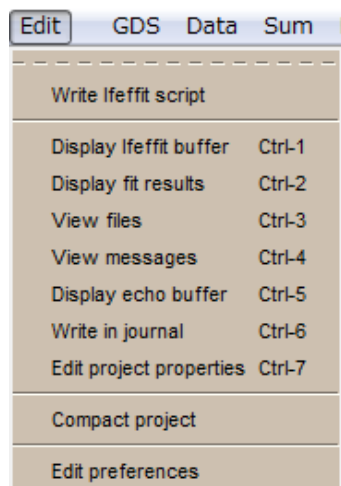 Edit GDS Data Sum
Write Ifeffit script
Display Ifeffit buffer Ctrl-1
Display fit results Ctrl-2
View files Ctrl-3
View messages Ctrl-4
Display echo buffer Ctrl-5
Write in journal Ctrl-6
Edit project properties Ctrl-7
Compact project
Edit preferences